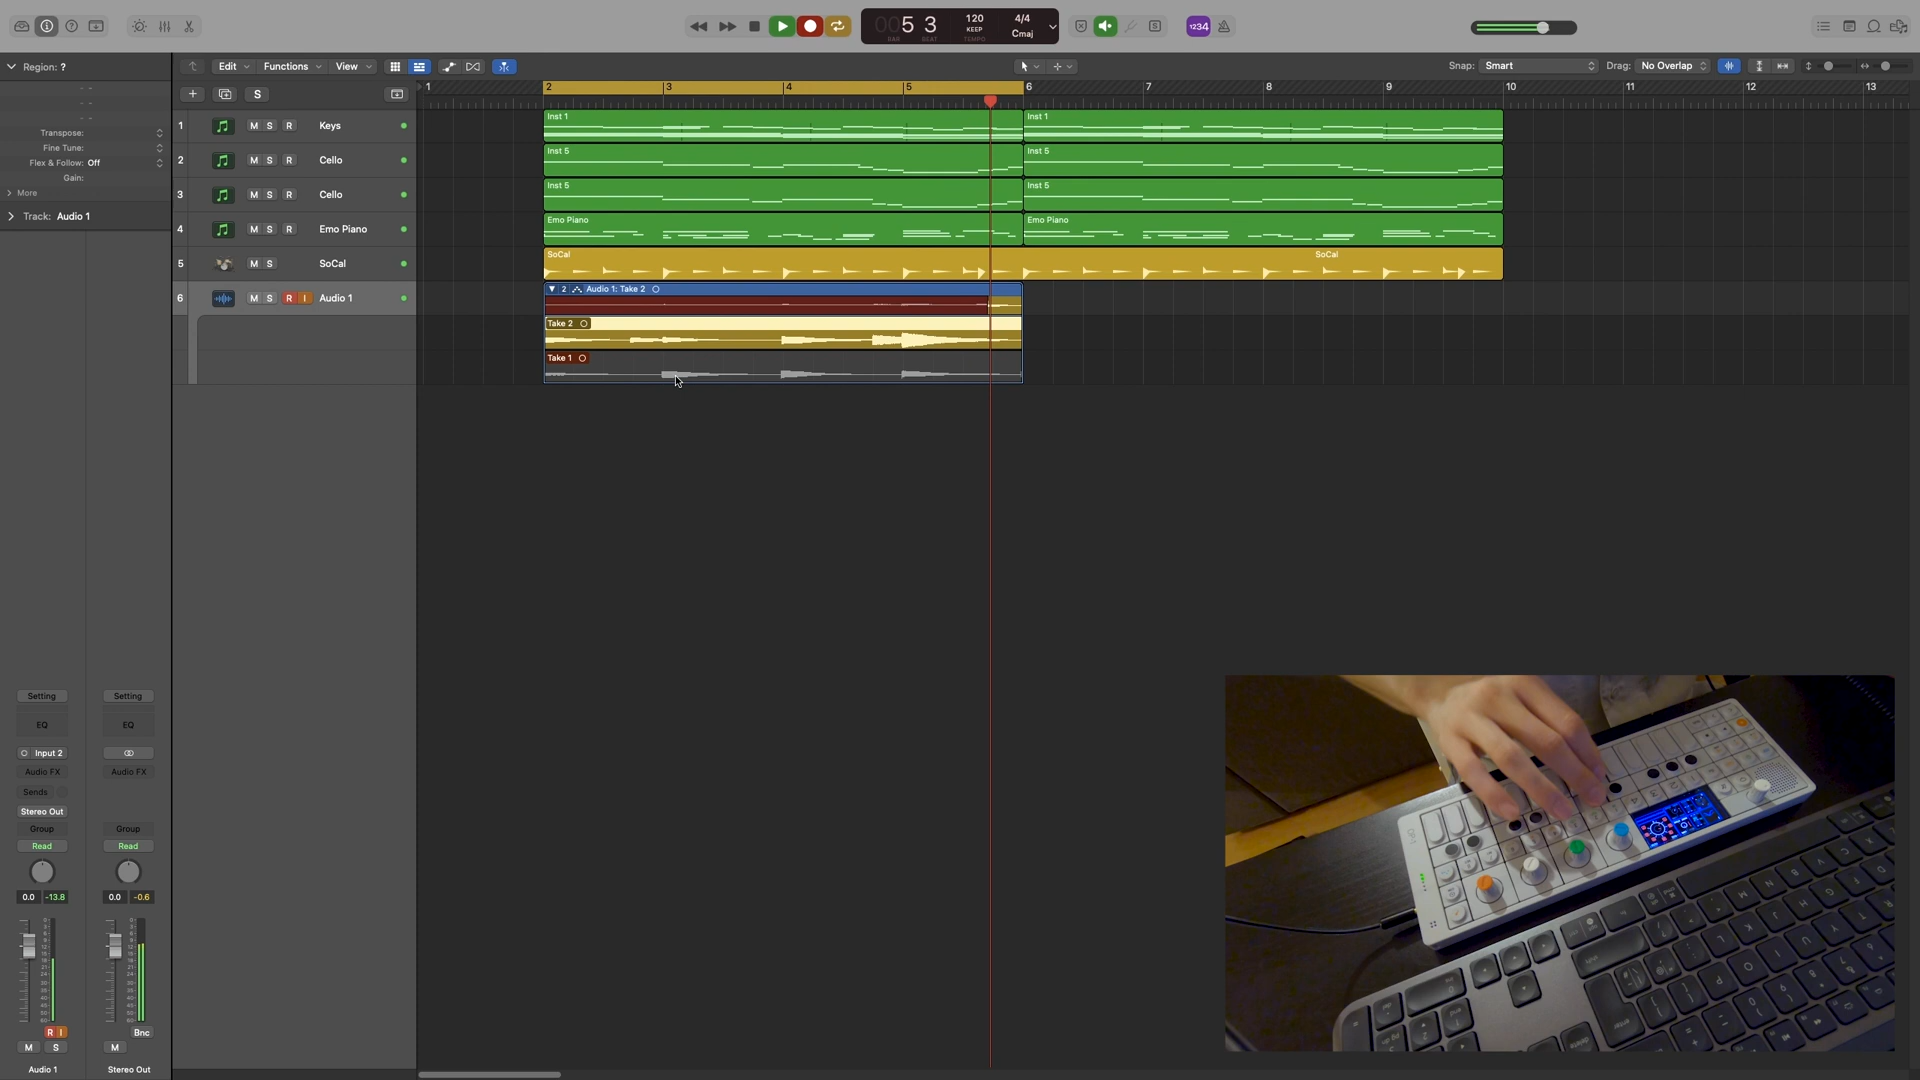 5 3
BAR BEAT
120
KEEP
TEMPO
4/4
Cmaj
1234
Region: ?
Edit
Functions
View
Snap: Smart
Drag: No Overlap
S
1 2 3 4 5 6 7 8 9 10 11 12 13
Transpose:
Fine Tune:
Flex & Follow: Off
Gain:
More
Track: Audio 1
1 M S R Keys
2 M S R Cello
3 M S R Cello
4 M S R Emo Piano
5 M S SoCal
6 M S R I Audio 1
Inst 1 Inst 1
Inst 5 Inst 5
Inst 5 Inst 5
Emo Piano Emo Piano
SoCal SoCal
2 Audio 1: Take 2
Take 2
Take 1
Setting Setting
EQ EQ
Input 2
Audio FX Audio FX
Sends
Stereo Out
Group Group
Read Read
0.0 -13.8 0.0 -0.6
R I Bnc
M S M
Audio 1 Stereo Out